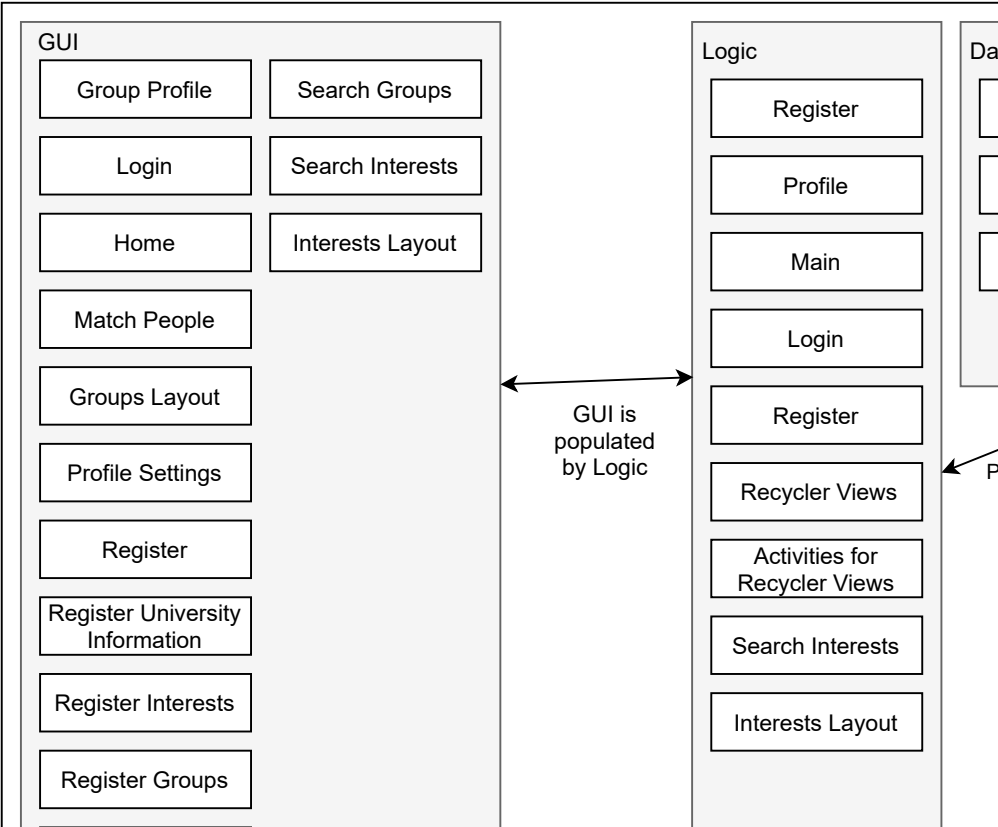 GUI
Group Profile
Search Groups
Login
Search Interests
Home
Interests Layout
Match People
Groups Layout
Profile Settings
Register
Register University
Information
Register Interests
Register Groups
GUI is
populated
by Logic
Logic
Register
Profile
Main
Login
Register
Recycler Views
Activities for
Recycler Views
Search Interests
Interests Layout